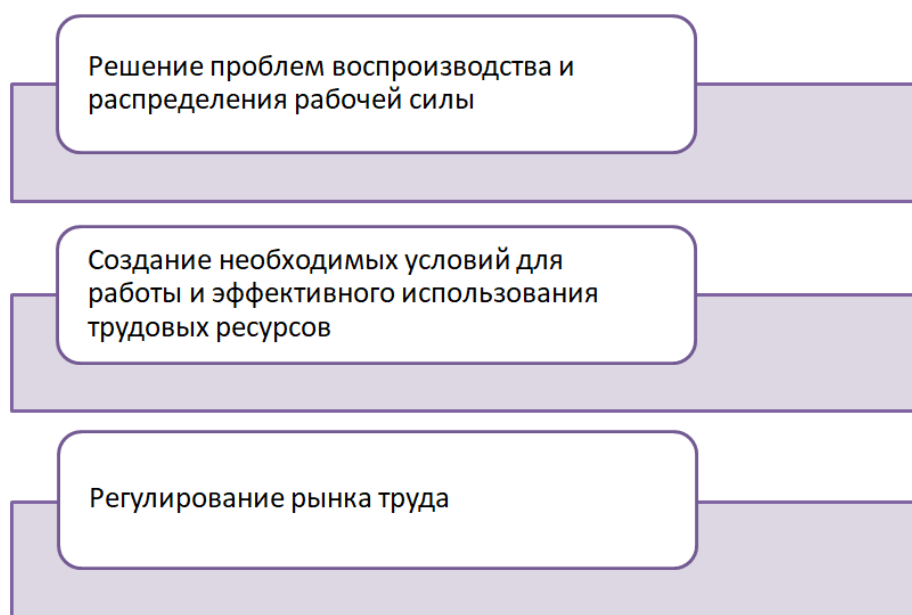 Решение проблем воспроизводства и
распределения рабочей силы
Создание необходимых условий для
работы и эффективного использования
трудовых ресурсов
Регулирование рынка труда